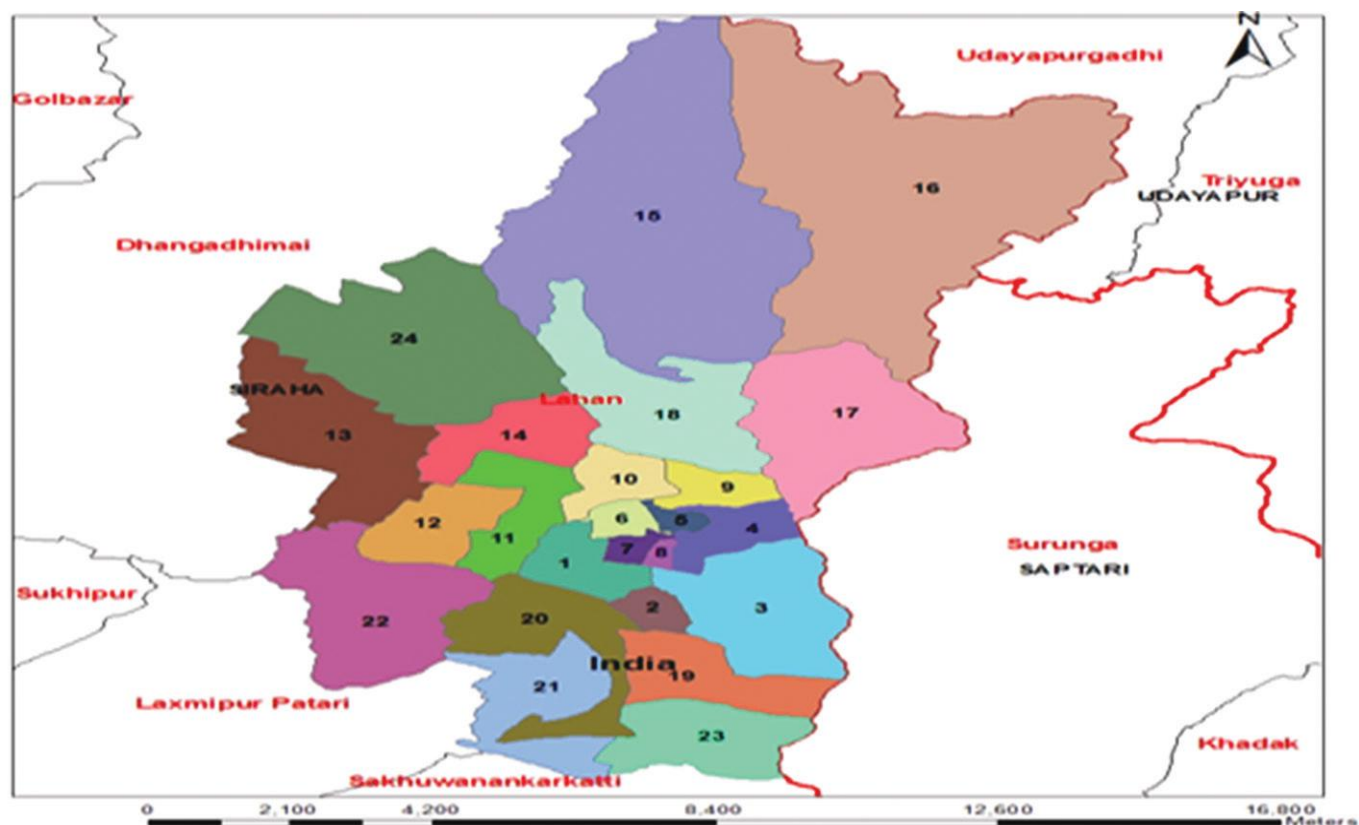 N
Udayapurgadhi
Golbazar
Triyuga
16
UDAYAPUR
15
Dhangadhimai
24
SIRAHA
Lahan
18
17
13
14
10
9
12
6
5
4
11
7
8
1
Surunga
SAPTARI
Sukhipur
2
3
22
20
India
19
21
Laxmipur Patari
23
Khadak
Sakhuwanankarkatti
0 2,100 4,200 8,400 12,600 16,800
Meters